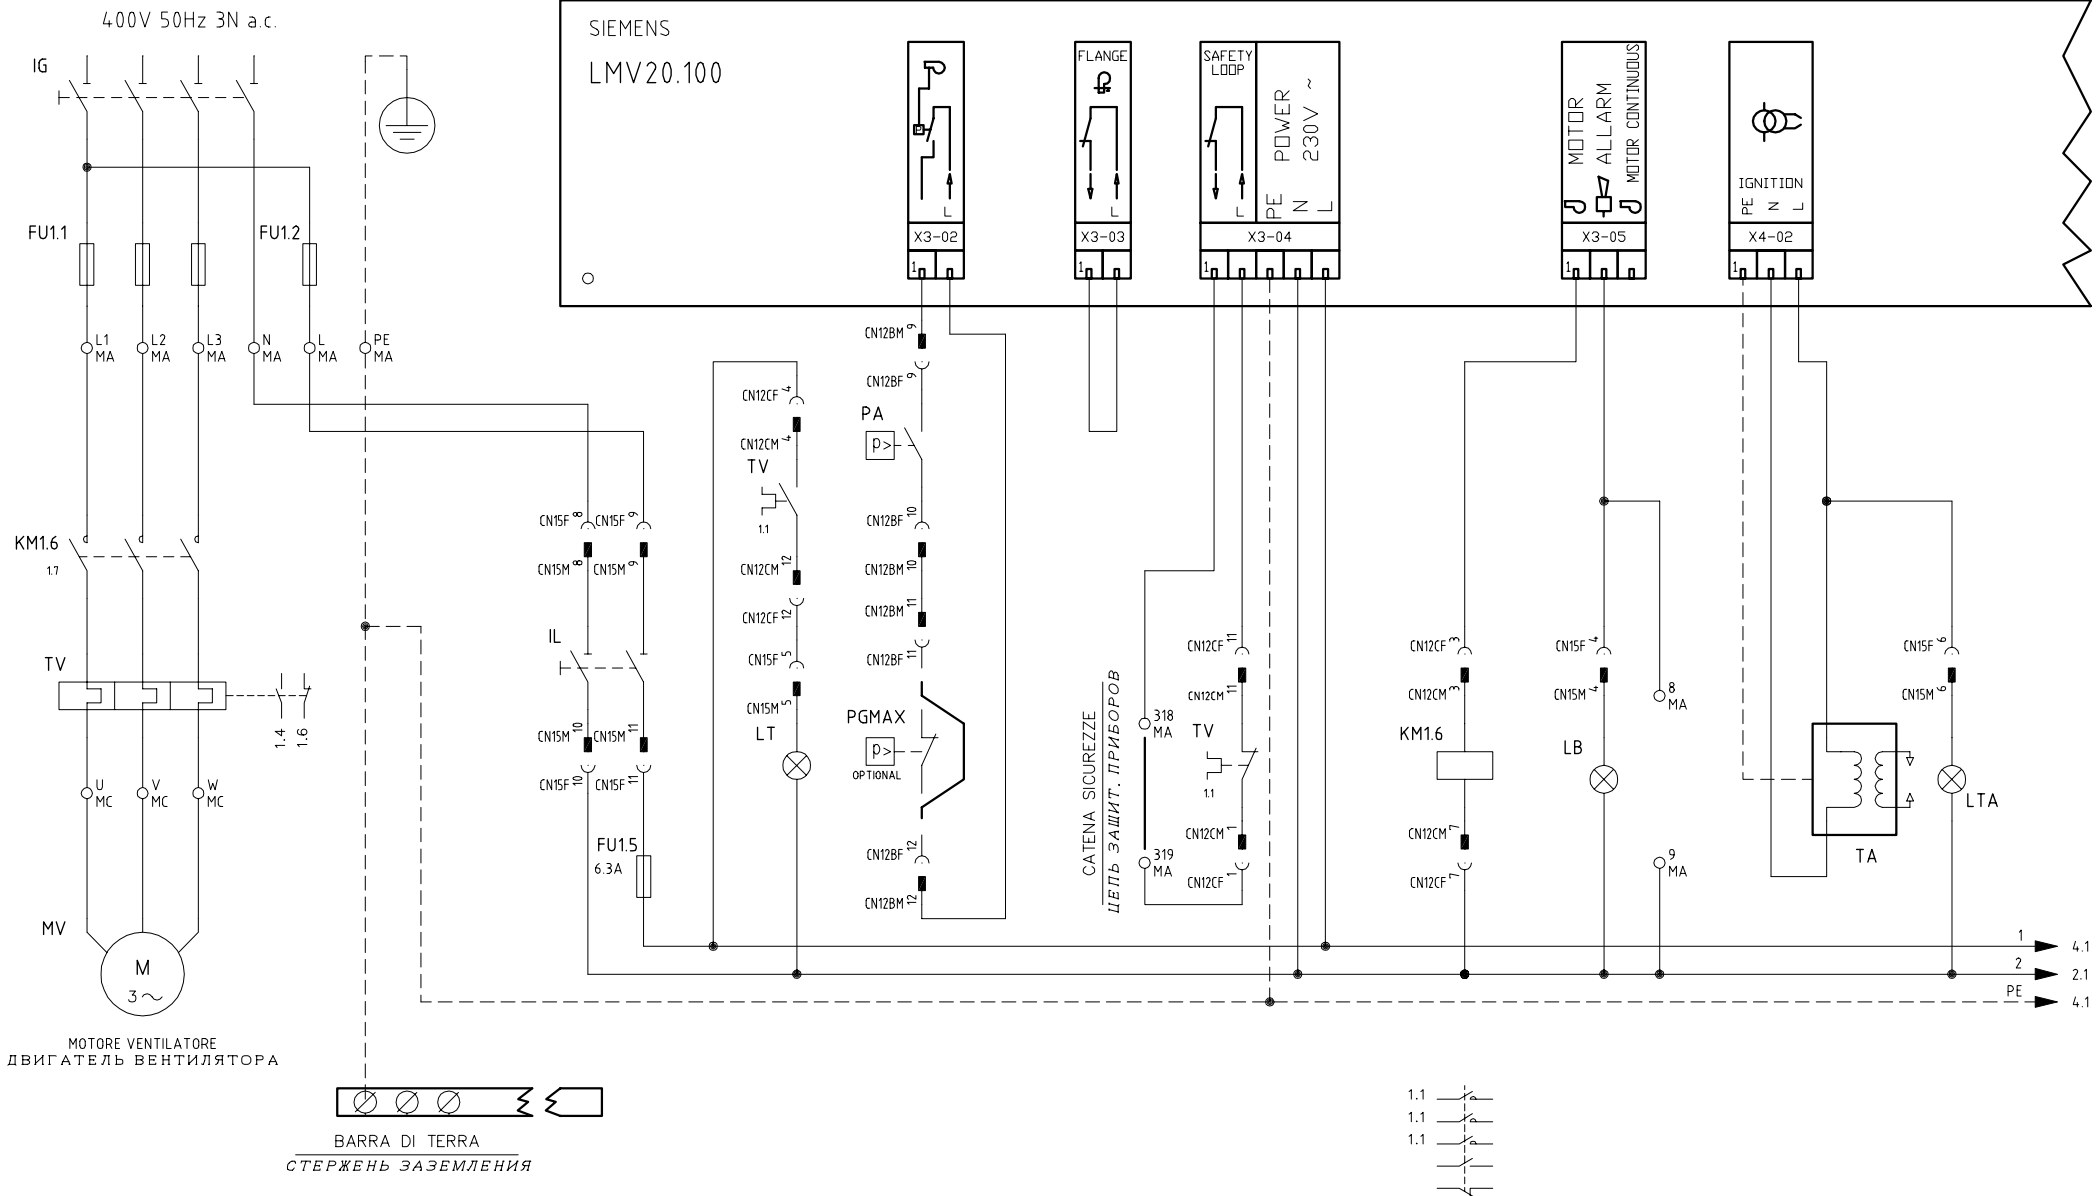 400V 50Hz 3N a.c.
IG
FU1.1
FU1.2
L1
MA
L2
MA
L3
MA
N
MA
L
MA
PE
MA
KM1.6
1.7
TV
1.4
1.6
U
MC
V
MC
W
MC
MV
M
3~
MOTORE VENTILATORE
ДВИГАТЕЛЬ ВЕНТИЛЯТОРА
BARRA DI TERRA
СТЕРЖЕНЬ ЗАЗЕМЛЕНИЯ
SIEMENS
LMV20.100
P
L
X3-02
1
FLANGE
L
X3-03
1
SAFETY
LOOP
L
POWER
230V ~
PE
N
L
X3-04
1
MOTOR
ALLARM
MOTOR CONTINUOUS
X3-05
1
IGNITION
PE
N
L
X4-02
1
CN15F 8
CN15F 9
CN15M 8
CN15M 9
IL
CN15M 10
CN15M 11
CN15F 10
CN15F 11
FU1.5
6.3A
CN12CF 4
CN12CM 4
TV
1.1
CN12CM 12
CN12CF 12
CN15F 5
CN15M 5
LT
CN12BM 9
CN12BF 9
PA
P>
CN12BF 10
CN12BM 10
CN12BM 11
CN12BF 11
PGMAX
P>
OPTIONAL
CN12BF 12
CN12BM 12
CATENA SICUREZZE
ЦЕПЬ ЗАЩИТ. ПРИБОРОВ
318
MA
319
MA
CN12CF 11
CN12CM 11
TV
1.1
CN12CM 1
CN12CF 1
CN12CF 3
CN12CM 3
KM1.6
CN12CM 7
CN12CF 7
CN15F 4
CN15M 4
LB
8
MA
9
MA
TA
CN15F 6
CN15M 6
LTA
1
4.1
2
2.1
PE
4.1
1.1
1.1
1.1